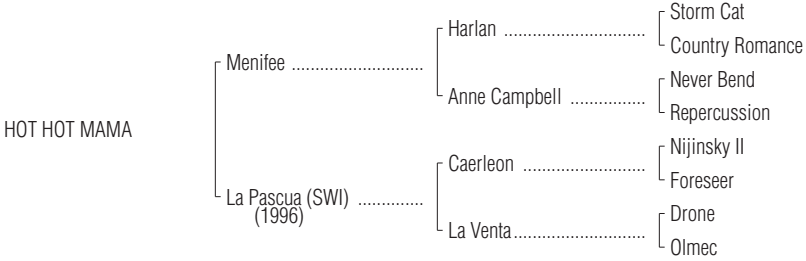 Storm Cat
Harlan ..............................
Country Romance
Menifee ............................
Never Bend
Anne Campbell ................
Repercussion
HOT HOT MAMA
Nijinsky II
Caerleon ..........................
Foreseer
La Pascua (SWI) ..............
(1996)
Drone
La Venta............................
Olmec